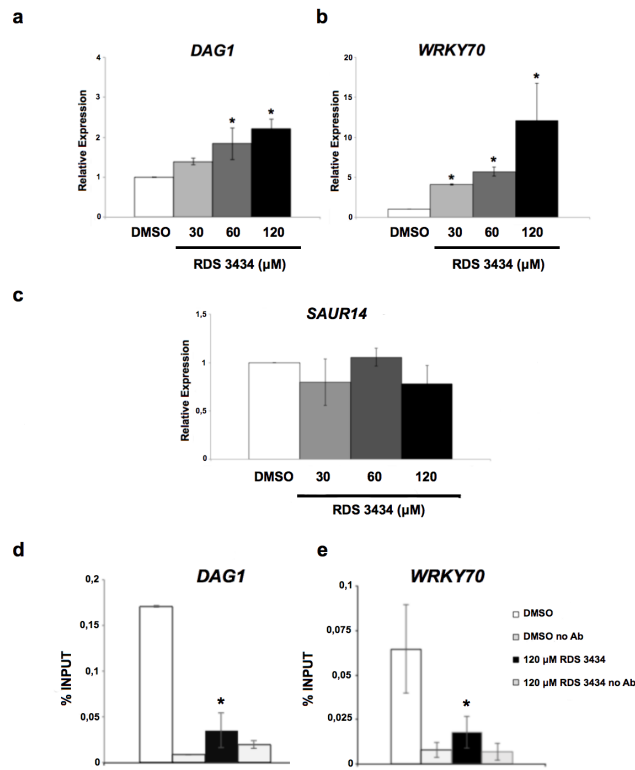 a
DAG1
Relative Expression
4
3
2
1
0
DMSO 30 60 120
RDS 3434 (µM)
b
WRKY70
Relative Expression
20
15
10
5
0
* * *
DMSO 30 60 120
RDS 3434 (µM)
c
SAUR14
Relative Expression
1,5
1
0,5
0
DMSO 30 60 120
RDS 3434 (µM)
d
DAG1
% INPUT
0,2
0,15
0,1
0,05
0
*
e
WRKY70
% INPUT
0,1
0,075
0,05
0,025
0
*
DMSO
DMSO no Ab
120 µM RDS 3434
120 µM RDS 3434 no Ab